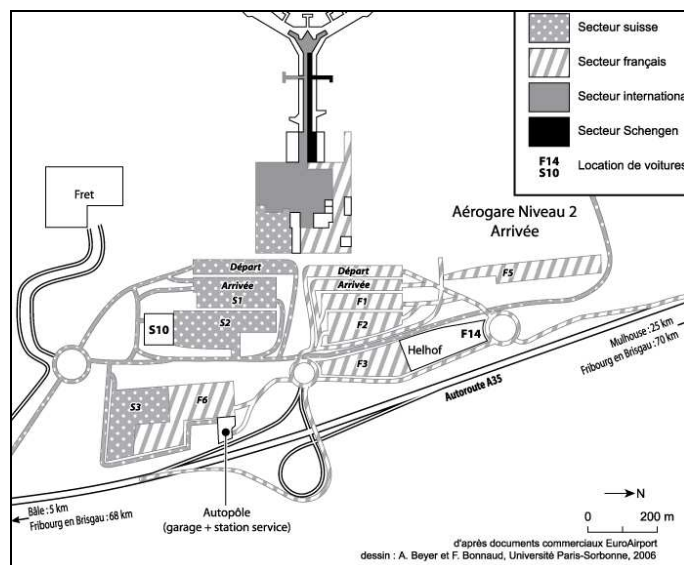 Secteur suisse
Secteur français
Secteur international
Secteur Schengen
F14
S10
Location de voitures
Fret
Aérogare Niveau 2
Arrivée
Départ
Arrivée
S1
S10
S2
Départ
Arrivée
F1
F2
F5
F3
Helhof
F14
S3
F6
Mulhouse : 25 km
Fribourg en Brisgau : 70 km
Autoroute A35
Bâle : 5 km
Fribourg en Brisgau : 68 km
Autopôle
(garage + station service)
N
0
200 m
d'après documents commerciaux EuroAirport
dessin : A. Beyer et F. Bonnaud, Université Paris-Sorbonne, 2006